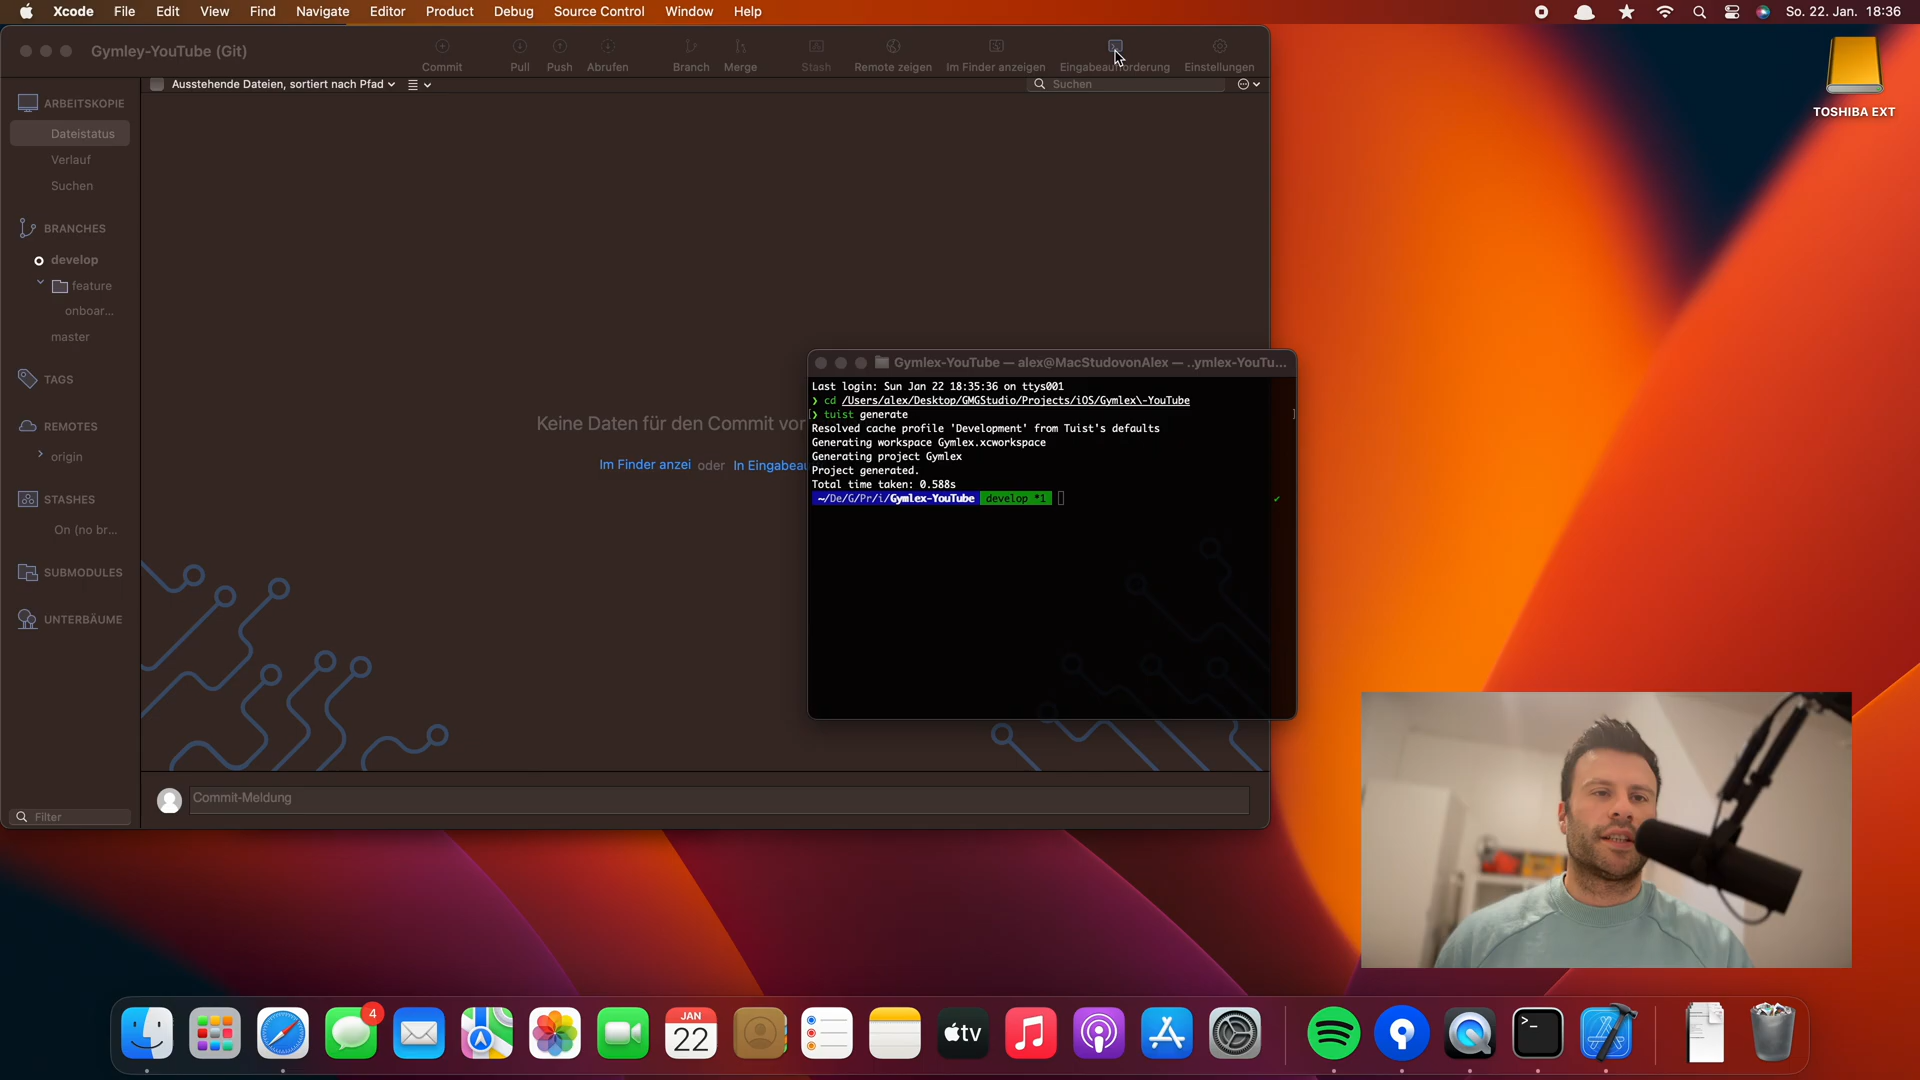 Xcode File Edit View Find Navigate Editor Product Debug Source Control Window Help
So. 22. Jan. 18:36
TOSHIBA EXT
Gymley-YouTube (Git)
Commit Pull Push Abrufen Branch Merge Stash Remote zeigen Im Finder anzeigen Eingabeaufforderung Einstellungen
Ausstehende Dateien, sortiert nach Pfad
Suchen
ARBEITSKOPIE
Dateistatus
Verlauf
Suchen
BRANCHES
develop
feature
onboar...
master
TAGS
REMOTES
origin
STASHES
On (no br...
SUBMODULES
UNTERBÄUME
Filter
Keine Daten für den Commit vor
Im Finder anzei oder In Eingabeau
Commit-Meldung
Gymlex-YouTube — alex@MacStudovonAlex — ..ymlex-YouTu...
Last login: Sun Jan 22 18:35:36 on ttys001
❯ cd /Users/alex/Desktop/GMGStudio/Projects/iOS/Gymlex\-YouTube
[❯ tuist generate ]
Resolved cache profile 'Development' from Tuist's defaults
Generating workspace Gymlex.xcworkspace
Generating project Gymlex
Project generated.
Total time taken: 0.588s
~/De/G/Pr/i/Gymlex-YouTube develop *1 ✔
4
JAN
22
tv
>_